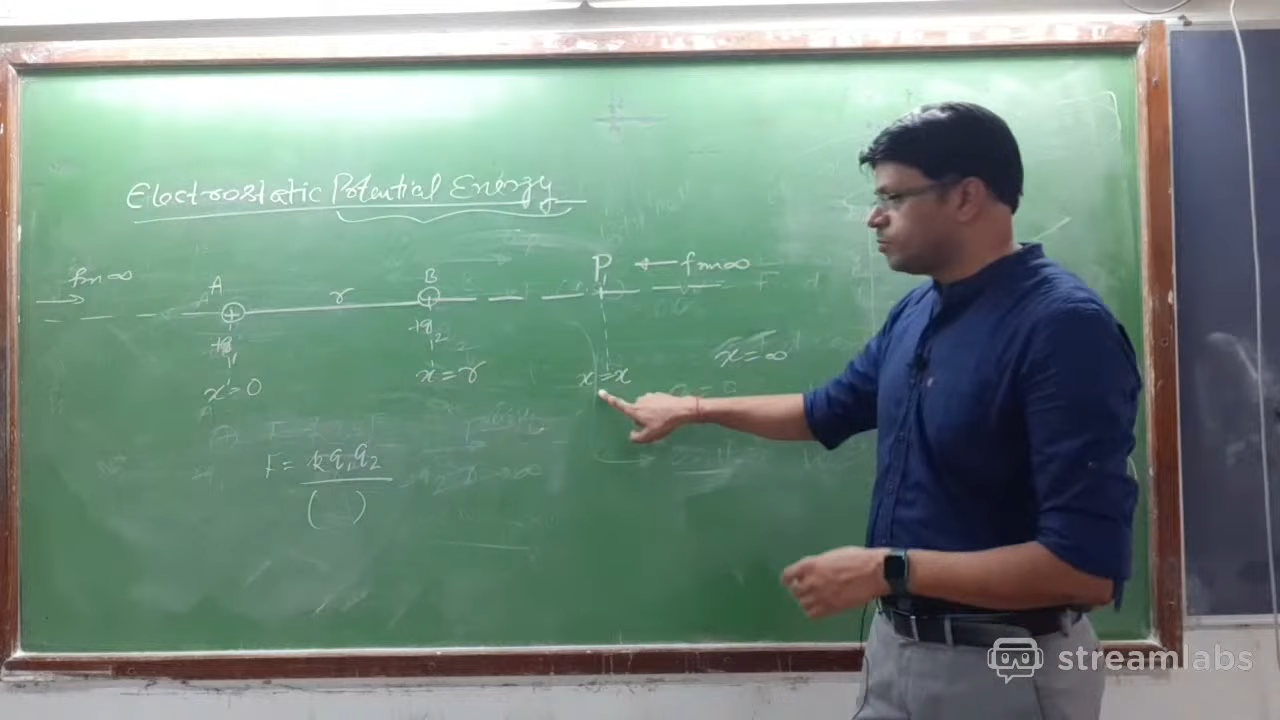 Electrostatic Potential Energy
fm ∞
A
r
B
P
← fm ∞
+q₁
+q₂
x = 0
x = r
x = x
x = ∞
F = kq₁q₂
( )
streamlabs